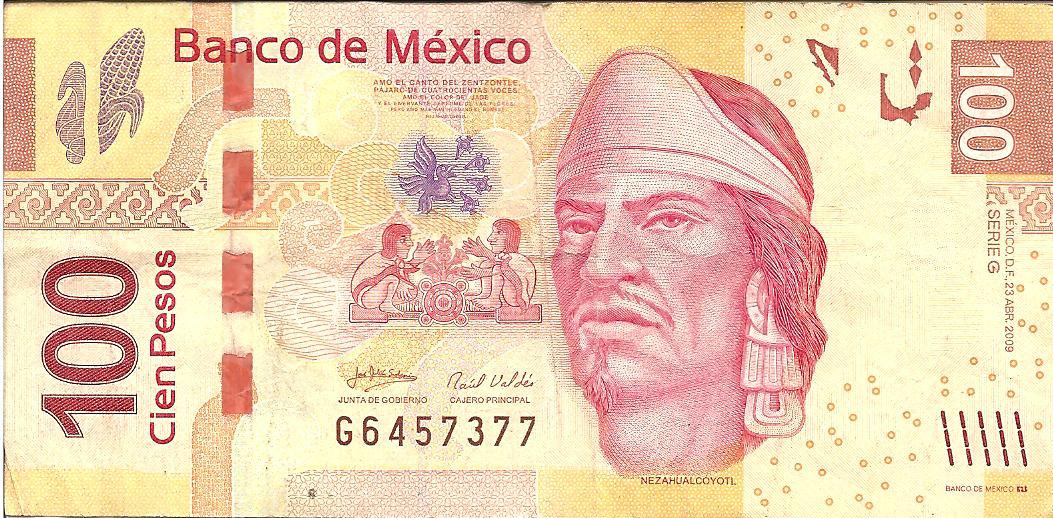 Banco de México
AMO EL CANTO DEL ZENTZONTLE
PÁJARO DE CUATROCIENTAS VOCES,
AMO EL COLOR DEL JADE
Y EL ENERVANTE PERFUME DE LAS FLORES,
PERO AMO MÁS A MI HERMANO EL HOMBRE.
100
Cien Pesos
100
MÉXICO, D.F., 23 ABR. 2009
SERIE G
Raúl Valdés
JUNTA DE GOBIERNO
CAJERO PRINCIPAL
G6457377
NEZAHUALCÓYOTL
BANCO DE MÉXICO